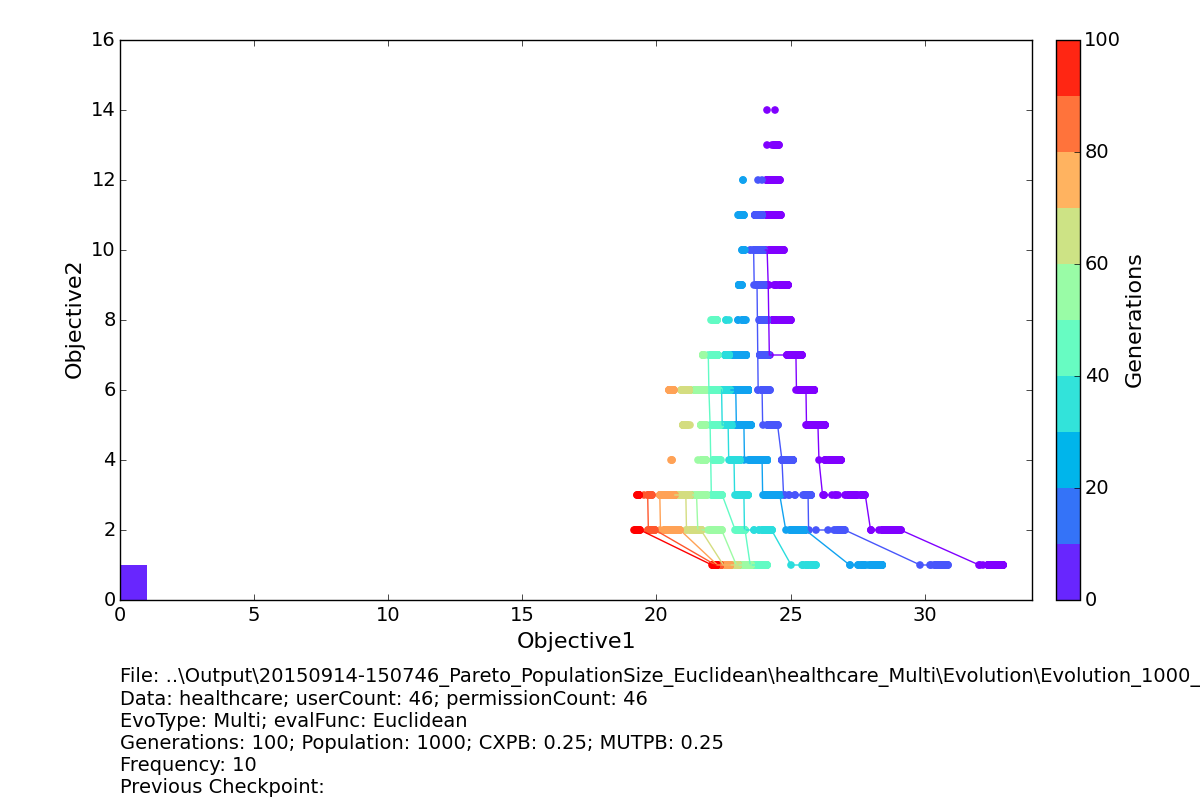 16
14
12
10
8
6
4
2
0
Objective2
0 5 10 15 20 25 30
Objective1
100
80
60
40
20
0
Generations
File: ..\Output\20150914-150746_Pareto_PopulationSize_Euclidean\healthcare_Multi\Evolution\Evolution_1000_
Data: healthcare; userCount: 46; permissionCount: 46
EvoType: Multi; evalFunc: Euclidean
Generations: 100; Population: 1000; CXPB: 0.25; MUTPB: 0.25
Frequency: 10
Previous Checkpoint: